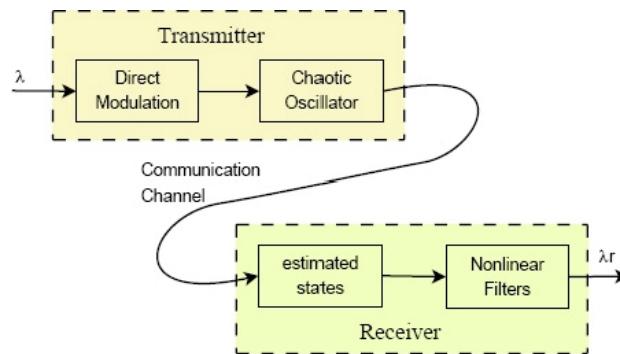 Transmitter
λ
Direct
Modulation
Chaotic
Oscillator
Communication
Channel
estimated
states
Nonlinear
Filters
λr
Receiver